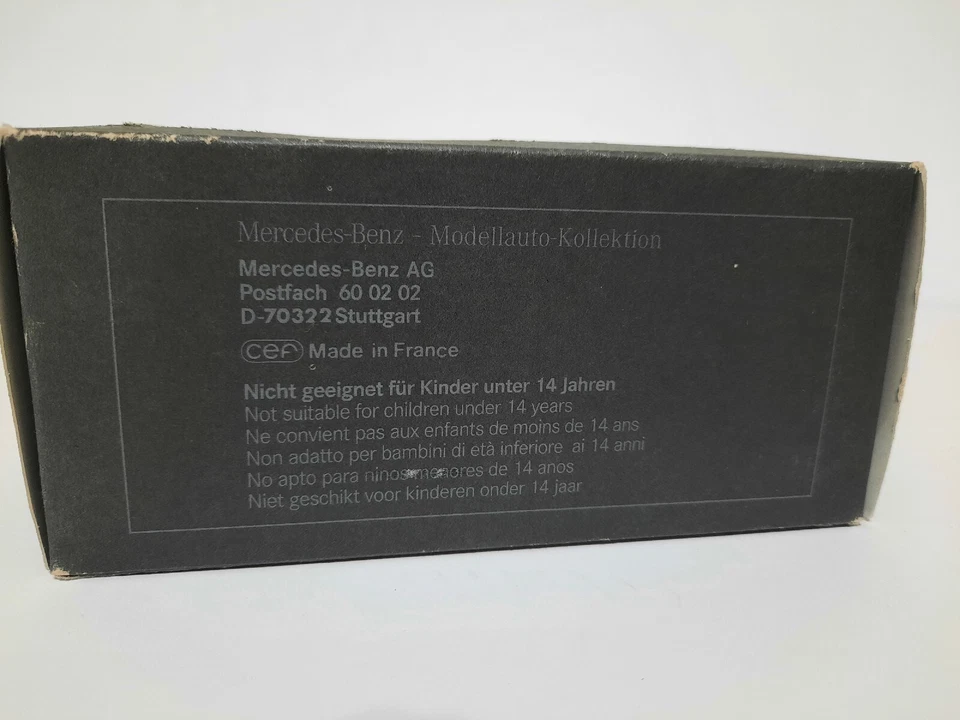 Mercedes-Benz - Modellauto-Kollektion
Mercedes-Benz AG
Postfach 60 02 02
D-70322 Stuttgart
cef Made in France
Nicht geeignet für Kinder unter 14 Jahren
Not suitable for children under 14 years
Ne convient pas aux enfants de moins de 14 ans
Non adatto per bambini di età inferiore ai 14 anni
No apto para ninos menores de 14 anos
Niet geschikt voor kinderen onder 14 jaar